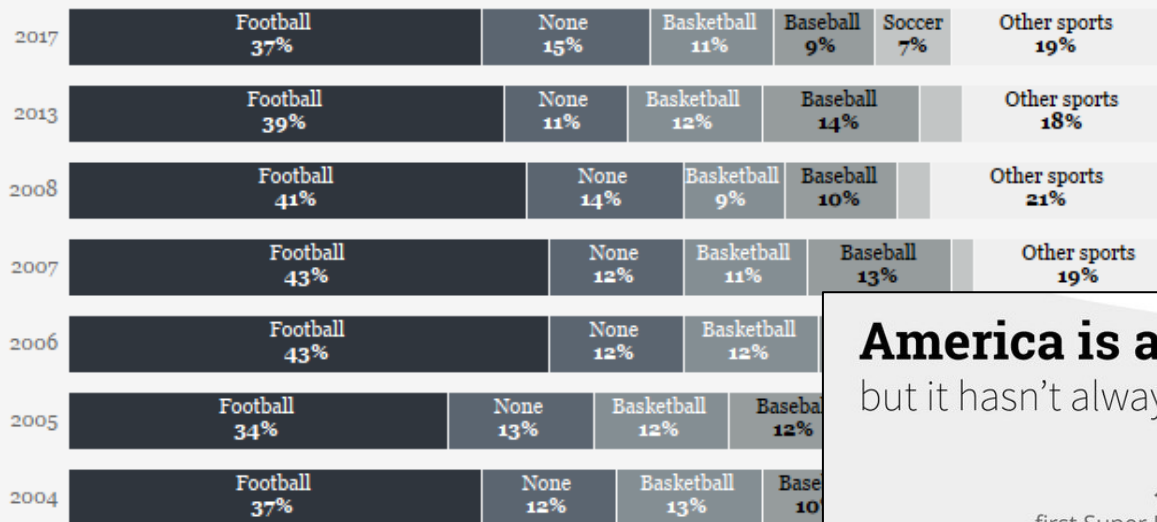 2017
Football None Basketball Baseball Soccer Other sports
37% 15% 11% 9% 7% 19%
2013
Football None Basketball Baseball Other sports
39% 11% 12% 14% 18%
2008
Football None Basketball Baseball Other sports
41% 14% 9% 10% 21%
2007
Football None Basketball Baseball Other sports
43% 12% 11% 13% 19%
2006
Football None Basketball
43% 12% 12%
2005
Football None Basketball
34% 13% 12% 12%
2004
Football None Basketball
37% 12% 13%
America is a
but it hasn't
first Super